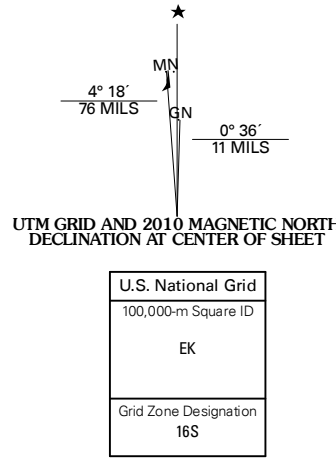 ★
MN
GN
4° 18´
76 MILS
0° 36´
11 MILS
UTM GRID AND 2010 MAGNETIC NORTH
DECLINATION AT CENTER OF SHEET
U.S. National Grid
100,000-m Square ID
EK
Grid Zone Designation
16S